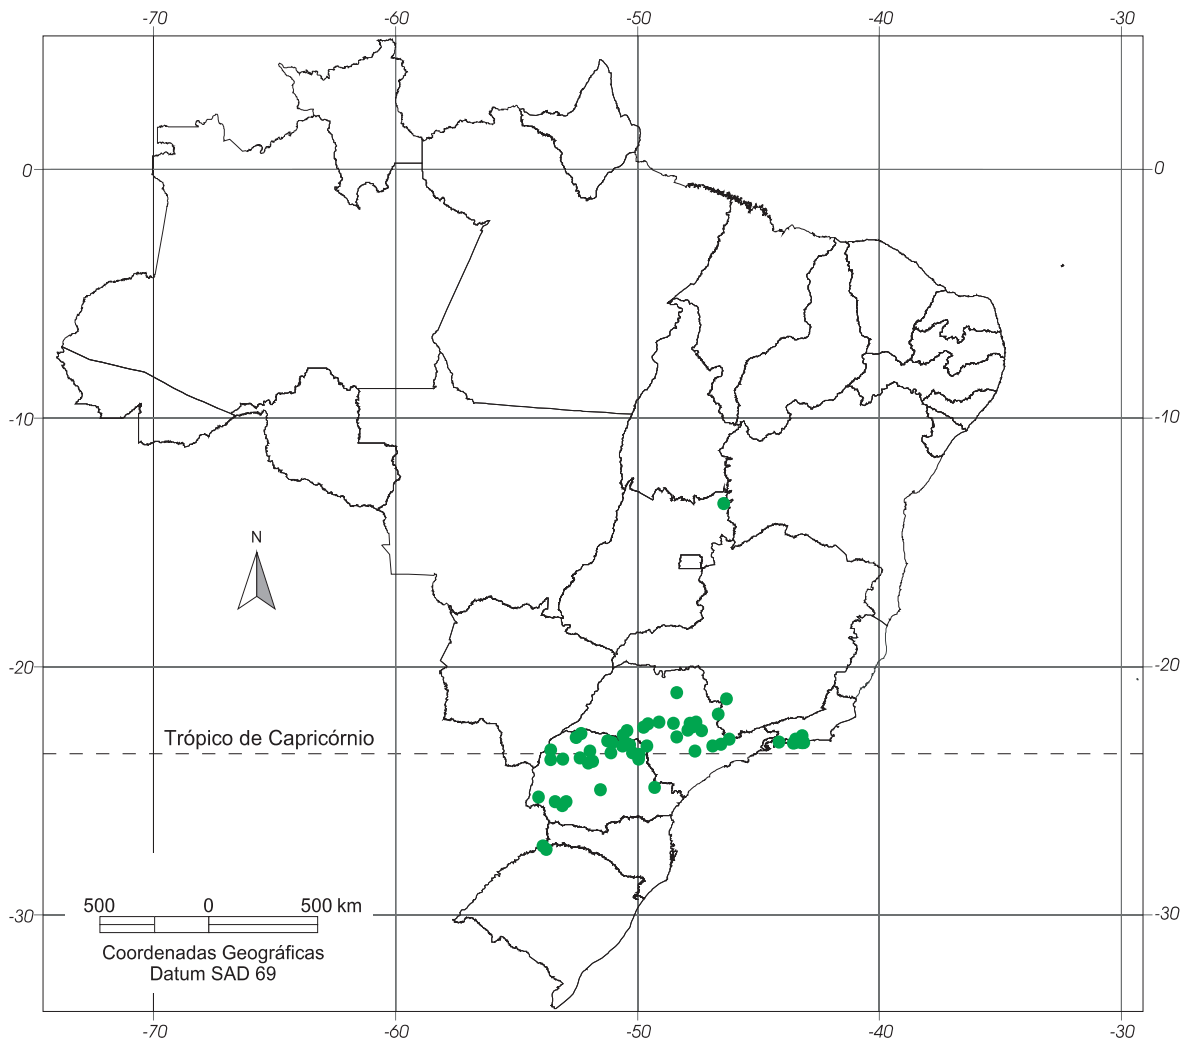 -70 -60 -50 -40 -30
0 0
-10 -10
N
-20 -20
Trópico de Capricórnio
500 0 500 km
-30 -30
Coordenadas Geográficas
Datum SAD 69
-70 -60 -50 -40 -30